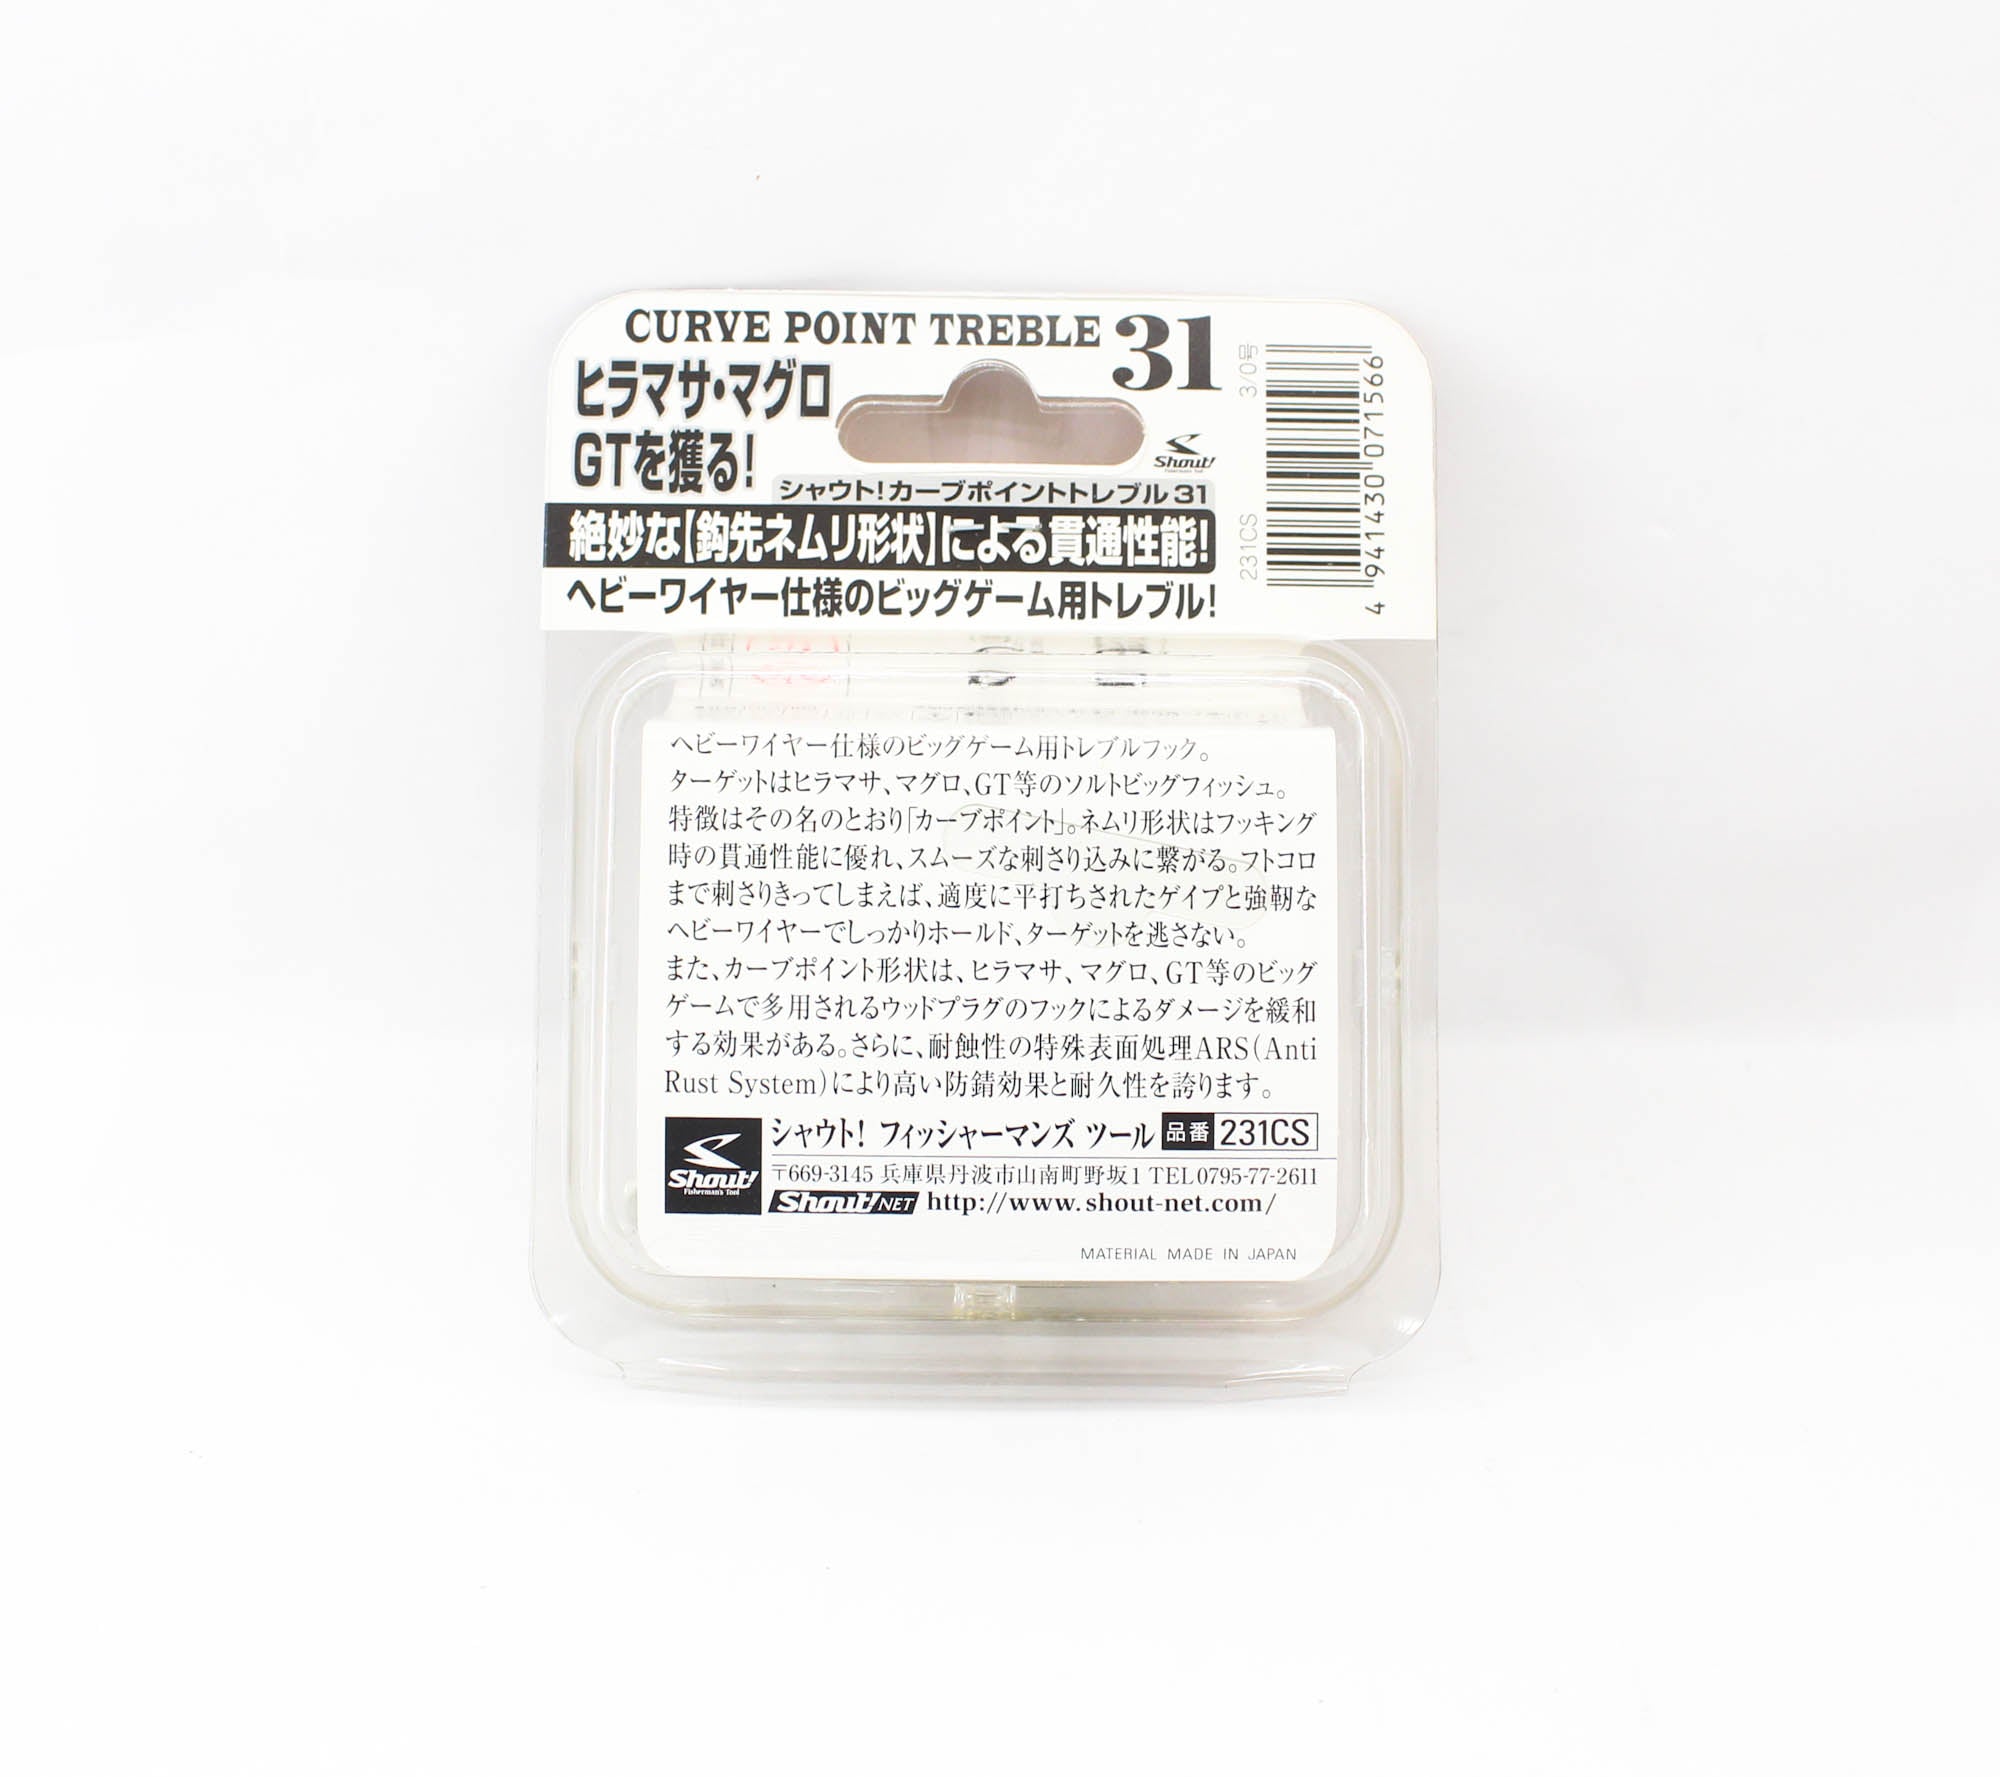 CURVE POINT TREBLE 31
ヒラマサ・マグロ
GTを獲る!
Shout!
Fisherman's Tool
シャウト!カーブポイントトレブル31
絶妙な【鈎先ネムリ形状】による貫通性能!
ヘビーワイヤー仕様のビッグゲーム用トレブル!
3/0号
231CS
4 941430 071566
ヘビーワイヤー仕様のビッグゲーム用トレブルフック。
ターゲットはヒラマサ、マグロ、GT等のソルトビッグフィッシュ。
特徴はその名のとおり「カーブポイント」。ネムリ形状はフッキング
時の貫通性能に優れ、スムーズな刺さり込みに繋がる。フトコロ
まで刺さりきってしまえば、適度に平打ちされたゲイプと強靭な
ヘビーワイヤーでしっかりホールド、ターゲットを逃さない。
また、カーブポイント形状は、ヒラマサ、マグロ、GT等のビッグ
ゲームで多用されるウッドプラグのフックによるダメージを緩和
する効果がある。さらに、耐蝕性の特殊表面処理ARS(Anti
Rust System)により高い防錆効果と耐久性を誇ります。
Shout!
Fisherman's Tool
シャウト! フィッシャーマンズ ツール 品番 231CS
〒669-3145 兵庫県丹波市山南町野坂1 TEL0795-77-2611
Shout! NET http://www.shout-net.com/
MATERIAL MADE IN JAPAN